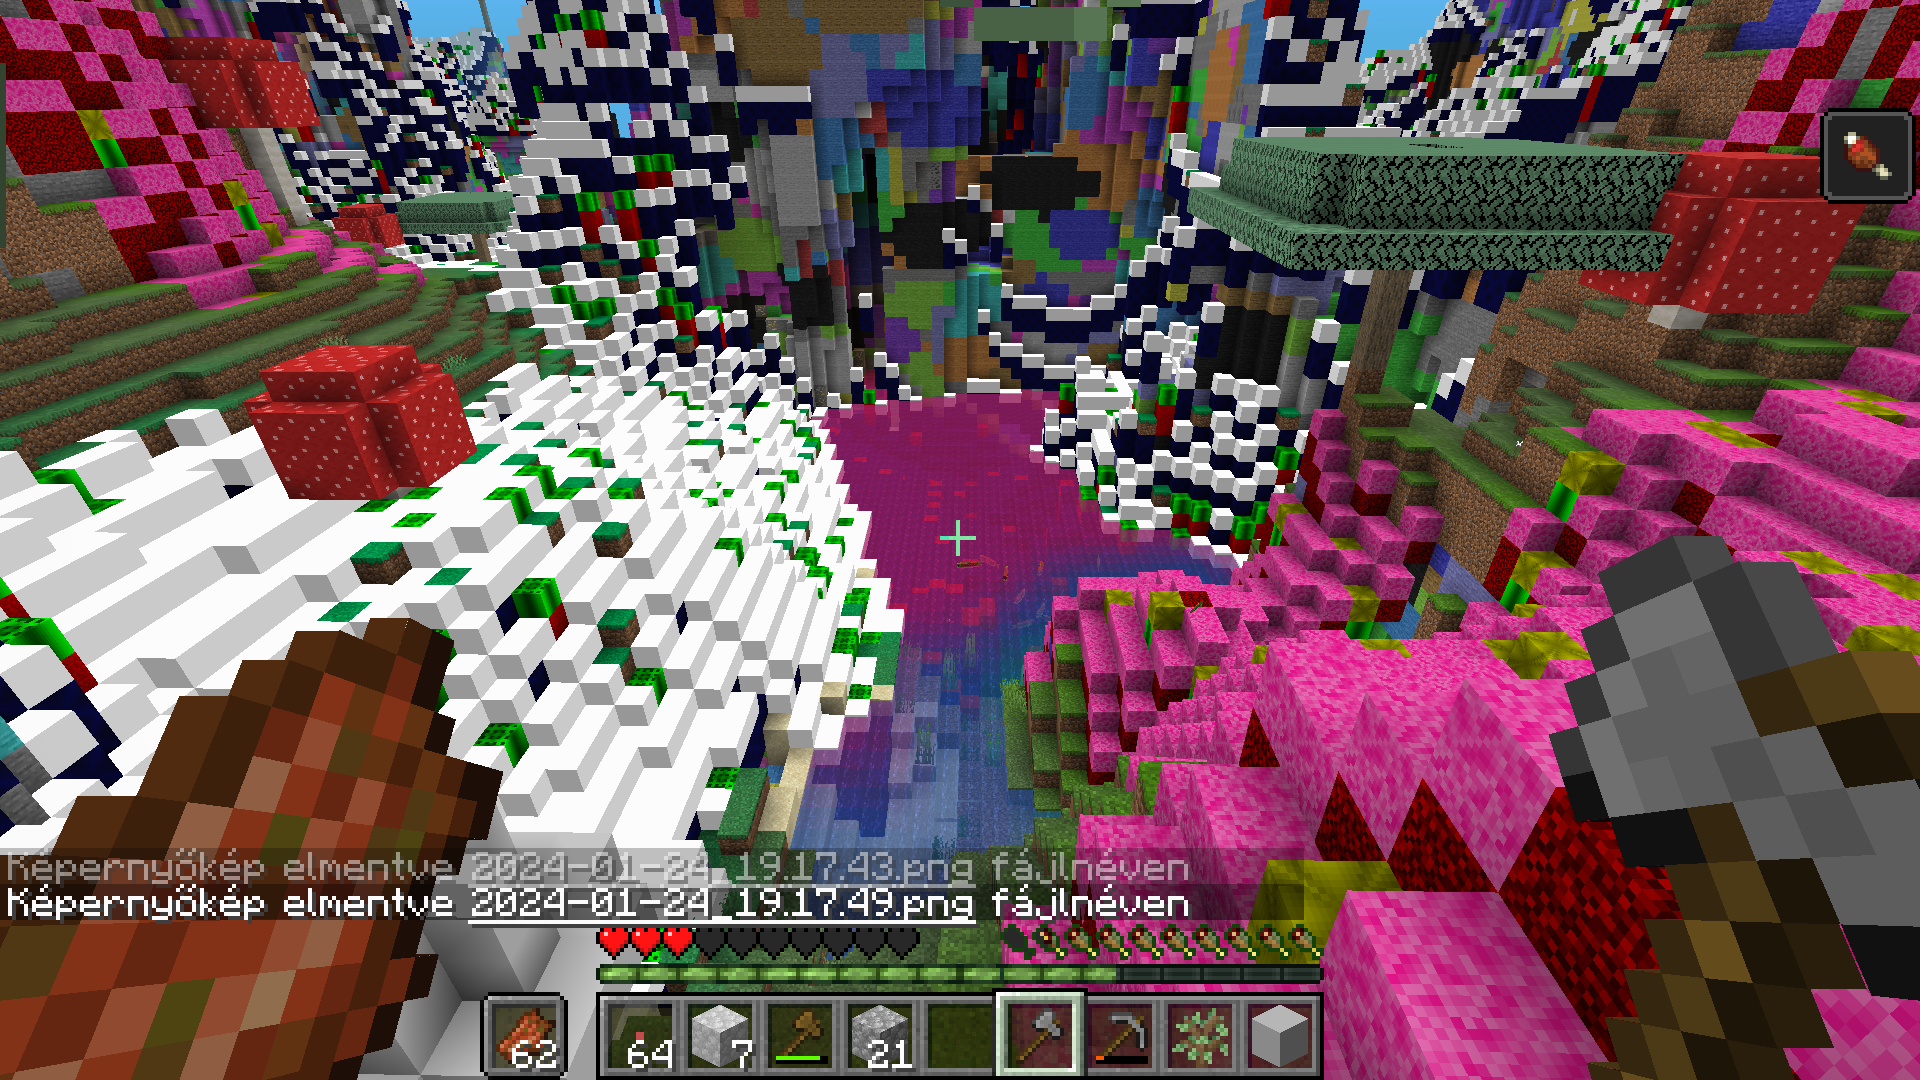 Képernyőkép elmentve 2024-01-24_19.17.43.png fájlnéven
Képernyőkép elmentve 2024-01-24_19.17.49.png fájlnéven
62 64 7 21